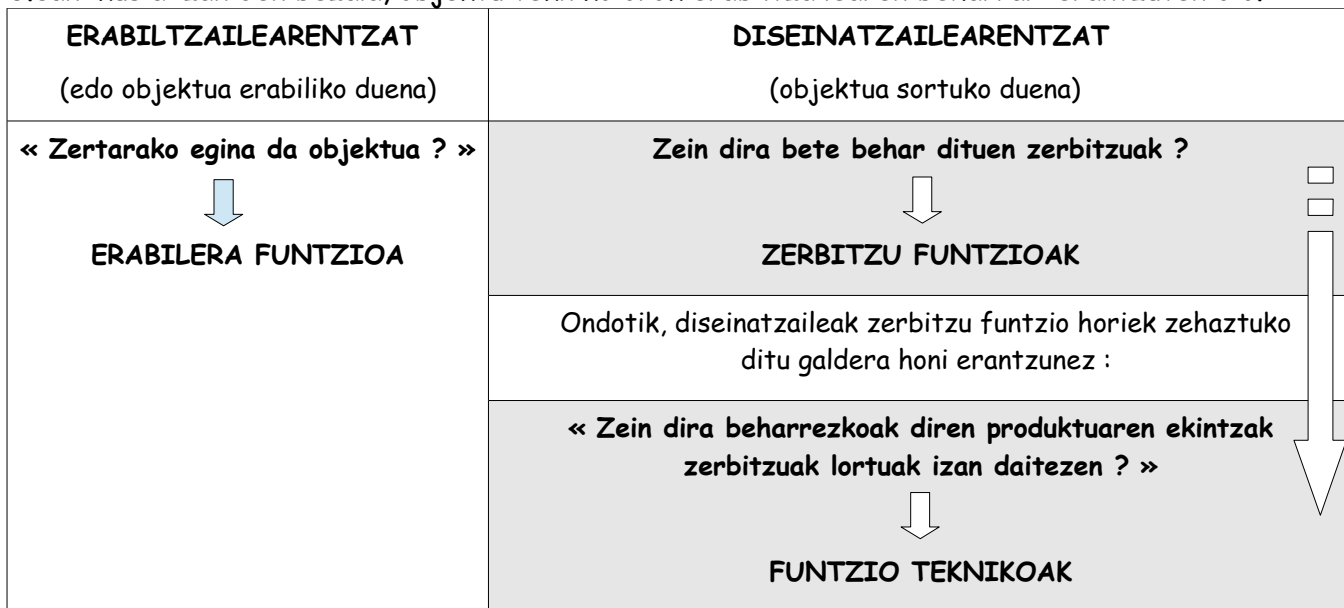 ERABILTZAILEARENTZAT
(edo objektua erabiliko duena)
DISEINATZAILEARENTZAT
(objektua sortuko duena)
« Zertarako egina da objektua ? »
ERABILERA FUNTZIOA
Zein dira bete behar dituen zerbitzuak ?
ZERBITZU FUNTZIOAK
Ondotik, diseinatzaileak zerbitzu funtzio horiek zehaztuko
ditu galdera honi erantzunez :
« Zein dira beharrezkoak diren produktuaren ekintzak
zerbitzuak lortuak izan daitezen ? »
FUNTZIO TEKNIKOAK